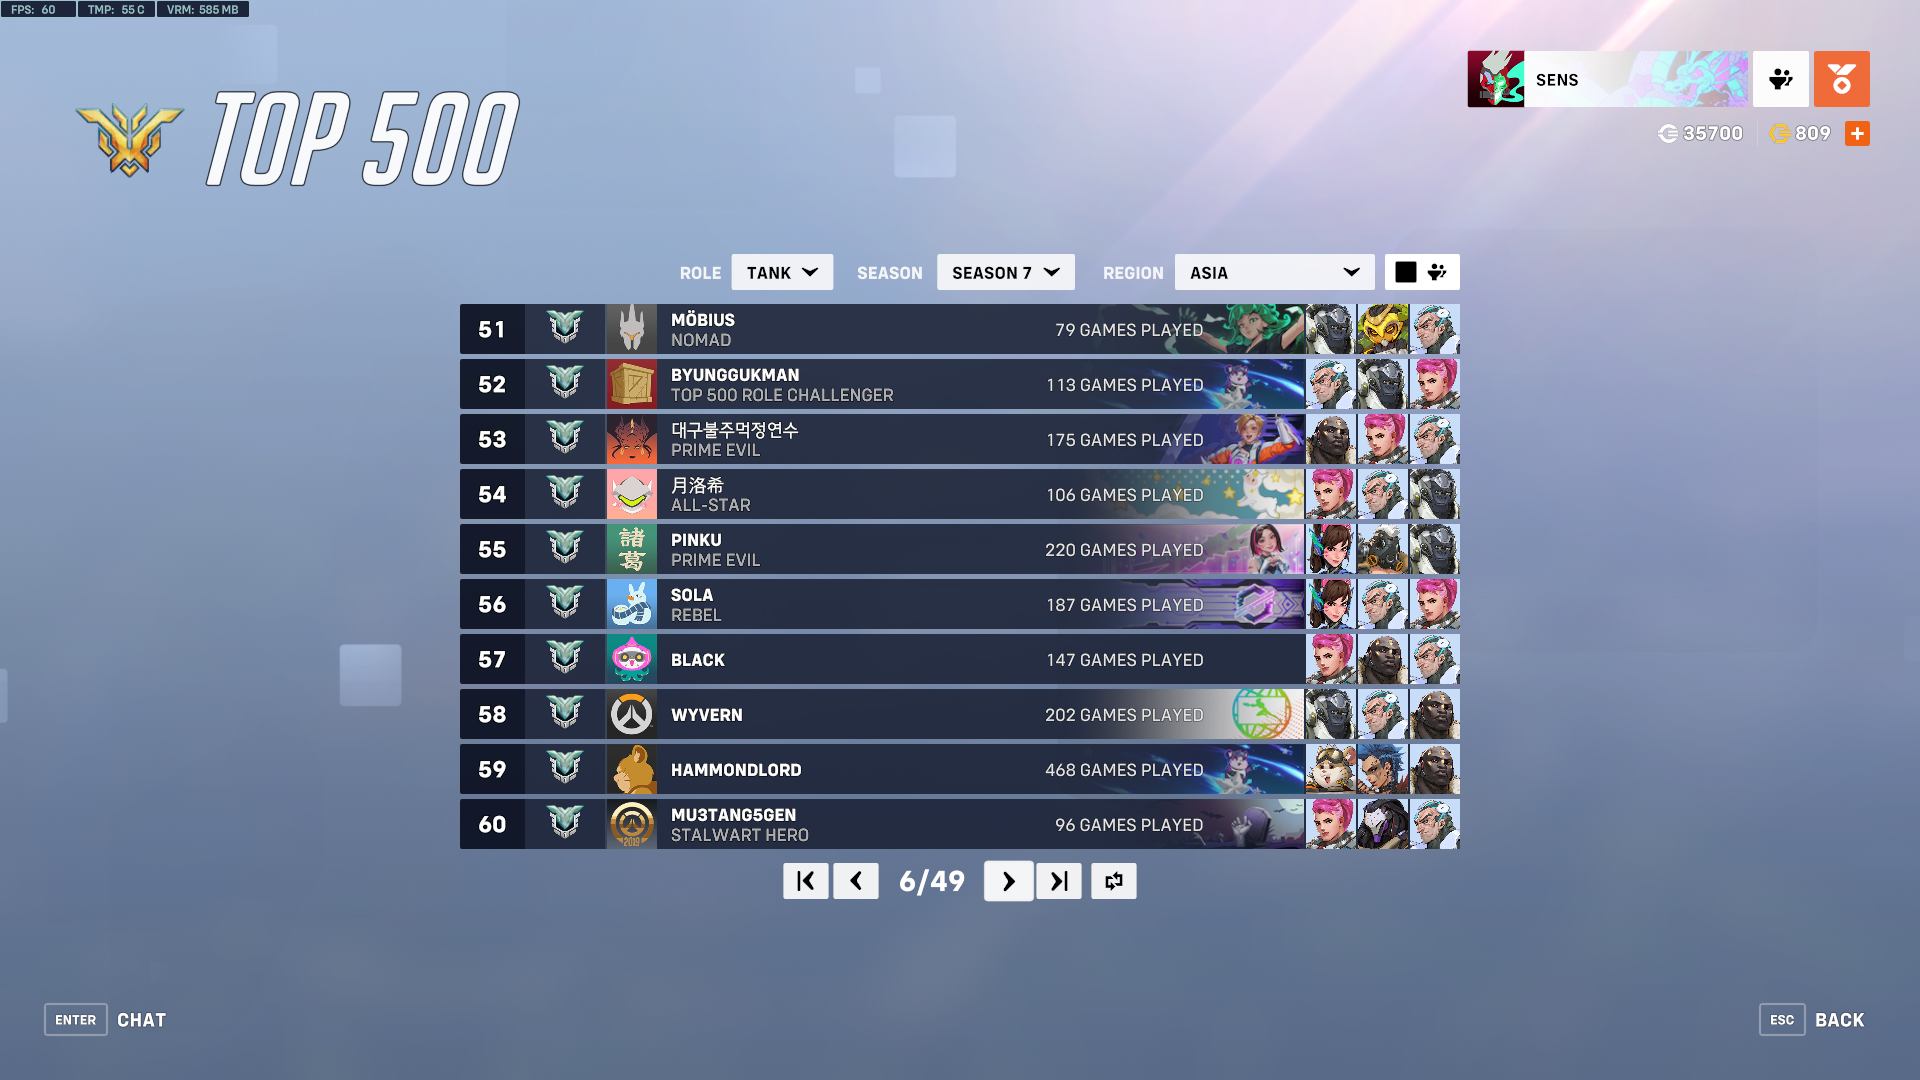 FPS: 60 TMP: 55 C VRM: 585 MB
TOP 500
SENS
35700 809
ROLE TANK SEASON SEASON 7 REGION ASIA
51 MÖBIUS 79 GAMES PLAYED
NOMAD
52 BYUNGGUKMAN 113 GAMES PLAYED
TOP 500 ROLE CHALLENGER
53 대구불주먹정연수 175 GAMES PLAYED
PRIME EVIL
54 月洛希 106 GAMES PLAYED
ALL-STAR
諸葛
55 PINKU 220 GAMES PLAYED
PRIME EVIL
56 SOLA 187 GAMES PLAYED
REBEL
57 BLACK 147 GAMES PLAYED
58 WYVERN 202 GAMES PLAYED
59 HAMMONDLORD 468 GAMES PLAYED
60 MU3TANG5GEN 96 GAMES PLAYED
STALWART HERO
2019
6/49
ENTER CHAT
ESC BACK